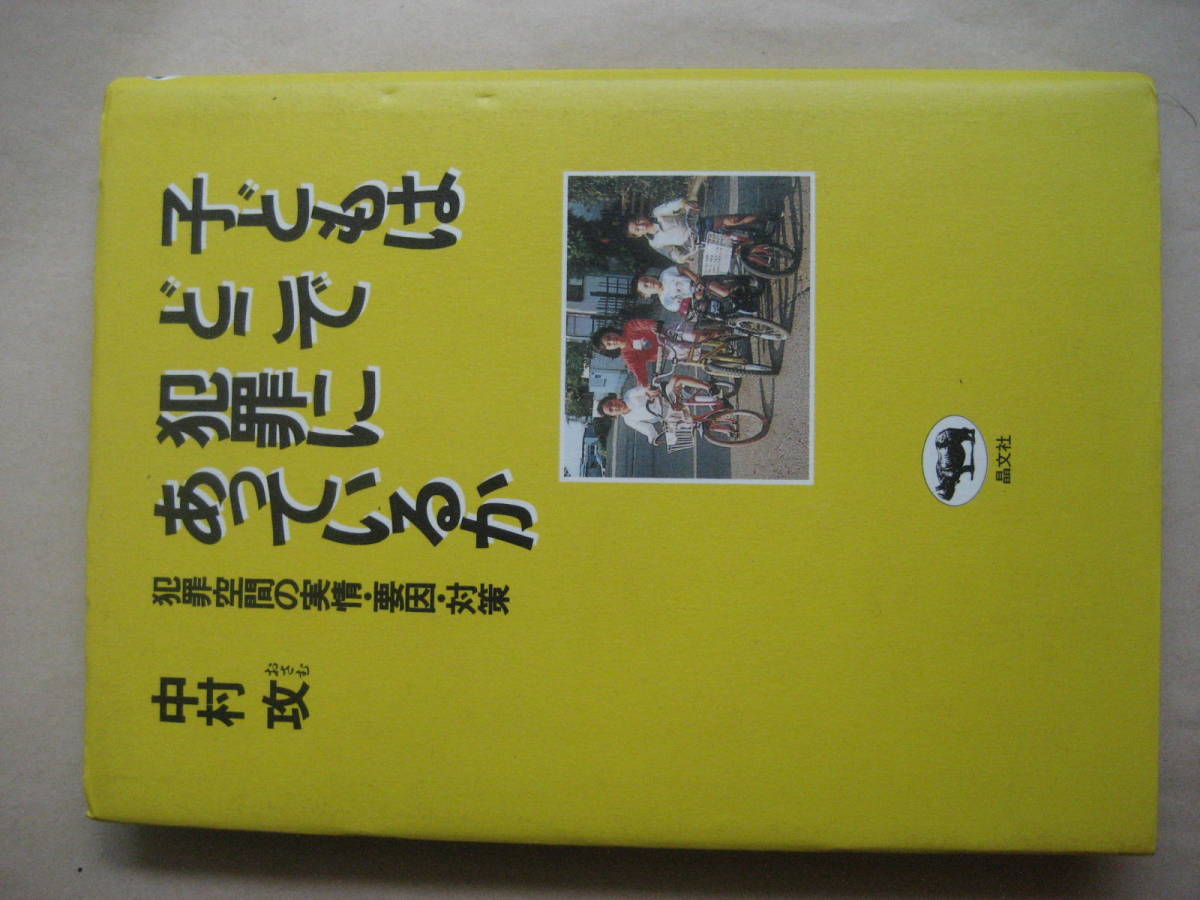 子どもは
どこで
犯罪に
あっているか
犯罪空間の実情・要因・対策
中村 攻
おさむ
晶文社